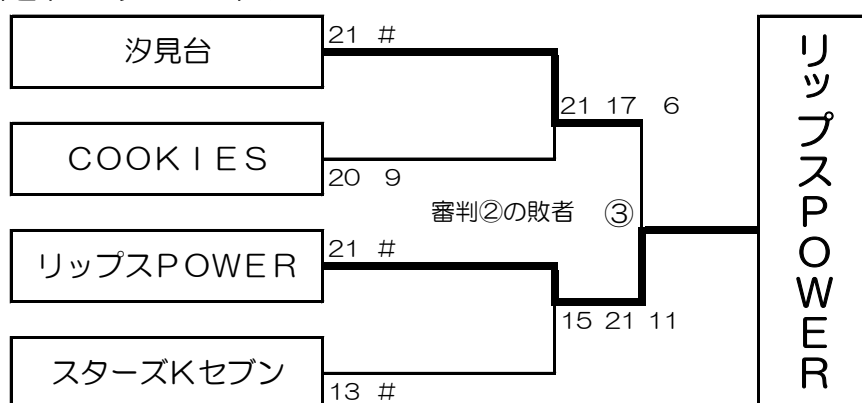 汐見台
21 #
21 17 6
COOKIES
20 9
審判②の敗者 ③
リップスPOWER
21 #
15 21 11
スターズKセブン
13 #
リップスPOWER